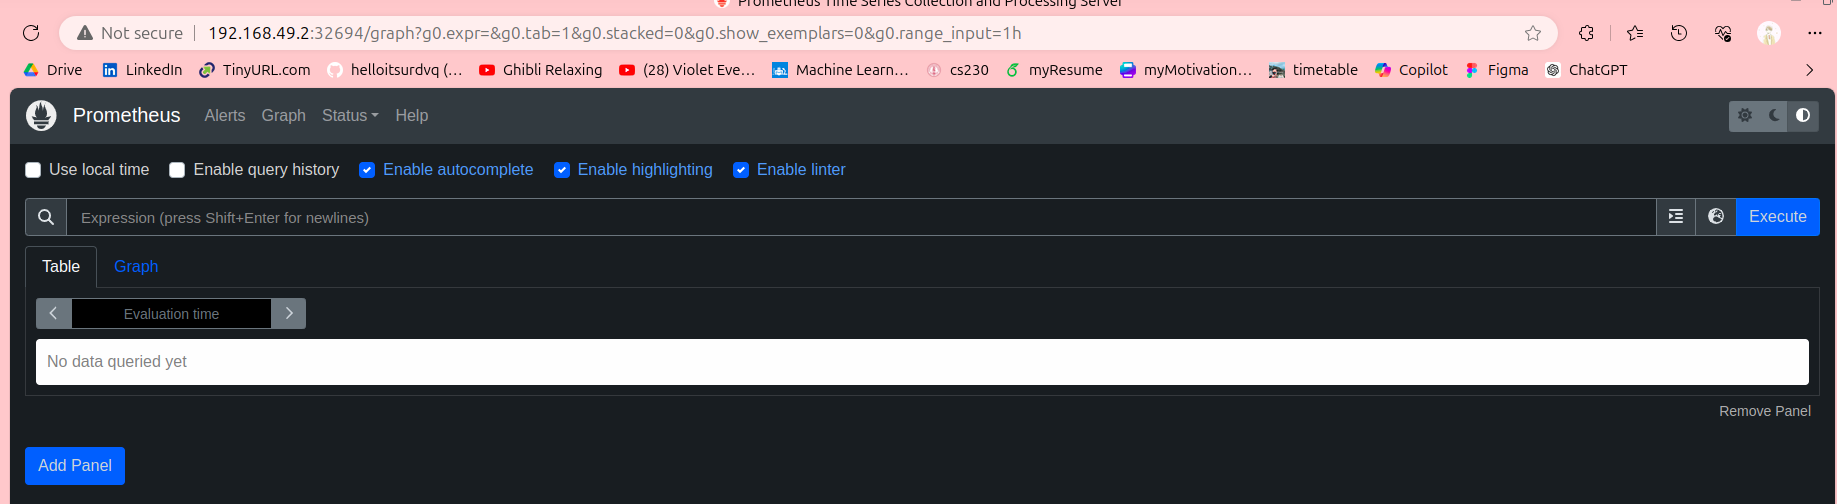 Prometheus Time Series Collection and Processing Server
Not secure 192.168.49.2:32694/graph?g0.expr=&g0.tab=1&g0.stacked=0&g0.show_exemplars=0&g0.range_input=1h
Drive LinkedIn TinyURL.com helloitsurdvq (... Ghibli Relaxing (28) Violet Eve... Machine Learn... cs230 myResume myMotivation... timetable Copilot Figma ChatGPT
Prometheus Alerts Graph Status Help
Use local time Enable query history Enable autocomplete Enable highlighting Enable linter
Expression (press Shift+Enter for newlines) Execute
Table Graph
Evaluation time
No data queried yet
Remove Panel
Add Panel